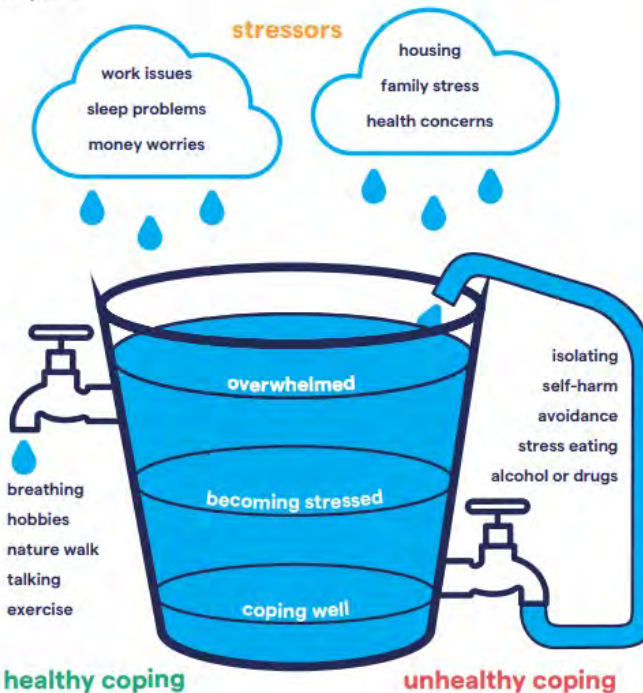 stressors
work issues
sleep problems
money worries
housing
family stress
health concerns
overwhelmed
becoming stressed
coping well
breathing
hobbies
nature walk
talking
exercise
healthy coping
isolating
self-harm
avoidance
stress eating
alcohol or drugs
unhealthy coping